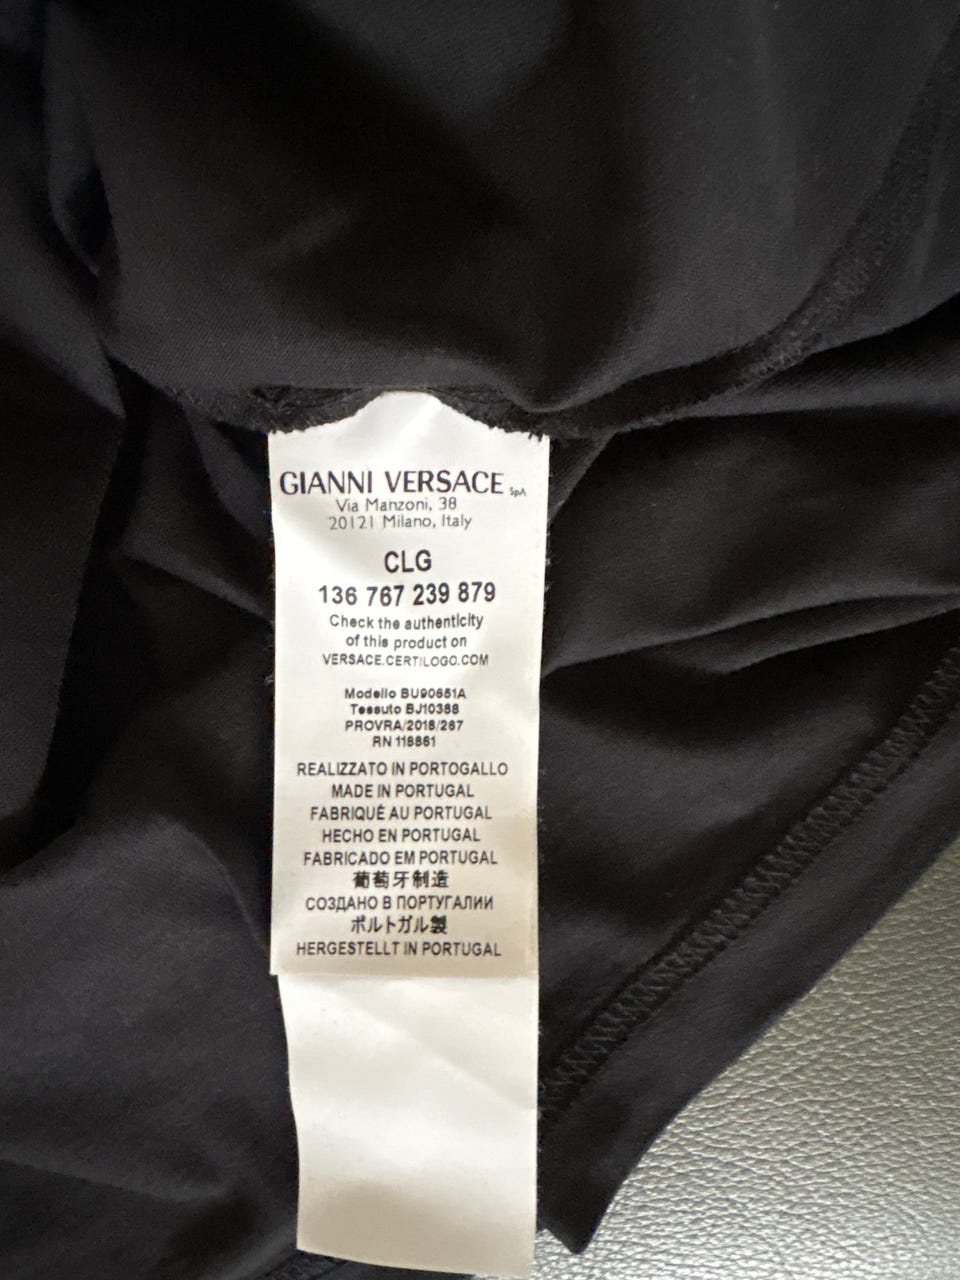 GIANNI VERSACE SpA
Via Manzoni, 38
20121 Milano, Italy
CLG
136 767 239 879
Check the authenticity
of this product on
VERSACE.CERTILOGO.COM
Modello BU90651A
Tessuto BJ10388
PROVRA/2018/267
RN 118861
REALIZZATO IN PORTOGALLO
MADE IN PORTUGAL
FABRIQUÉ AU PORTUGAL
HECHO EN PORTUGAL
FABRICADO EM PORTUGAL
葡萄牙制造
СОЗДАНО В ПОРТУГАЛИИ
ポルトガル製
HERGESTELLT IN PORTUGAL